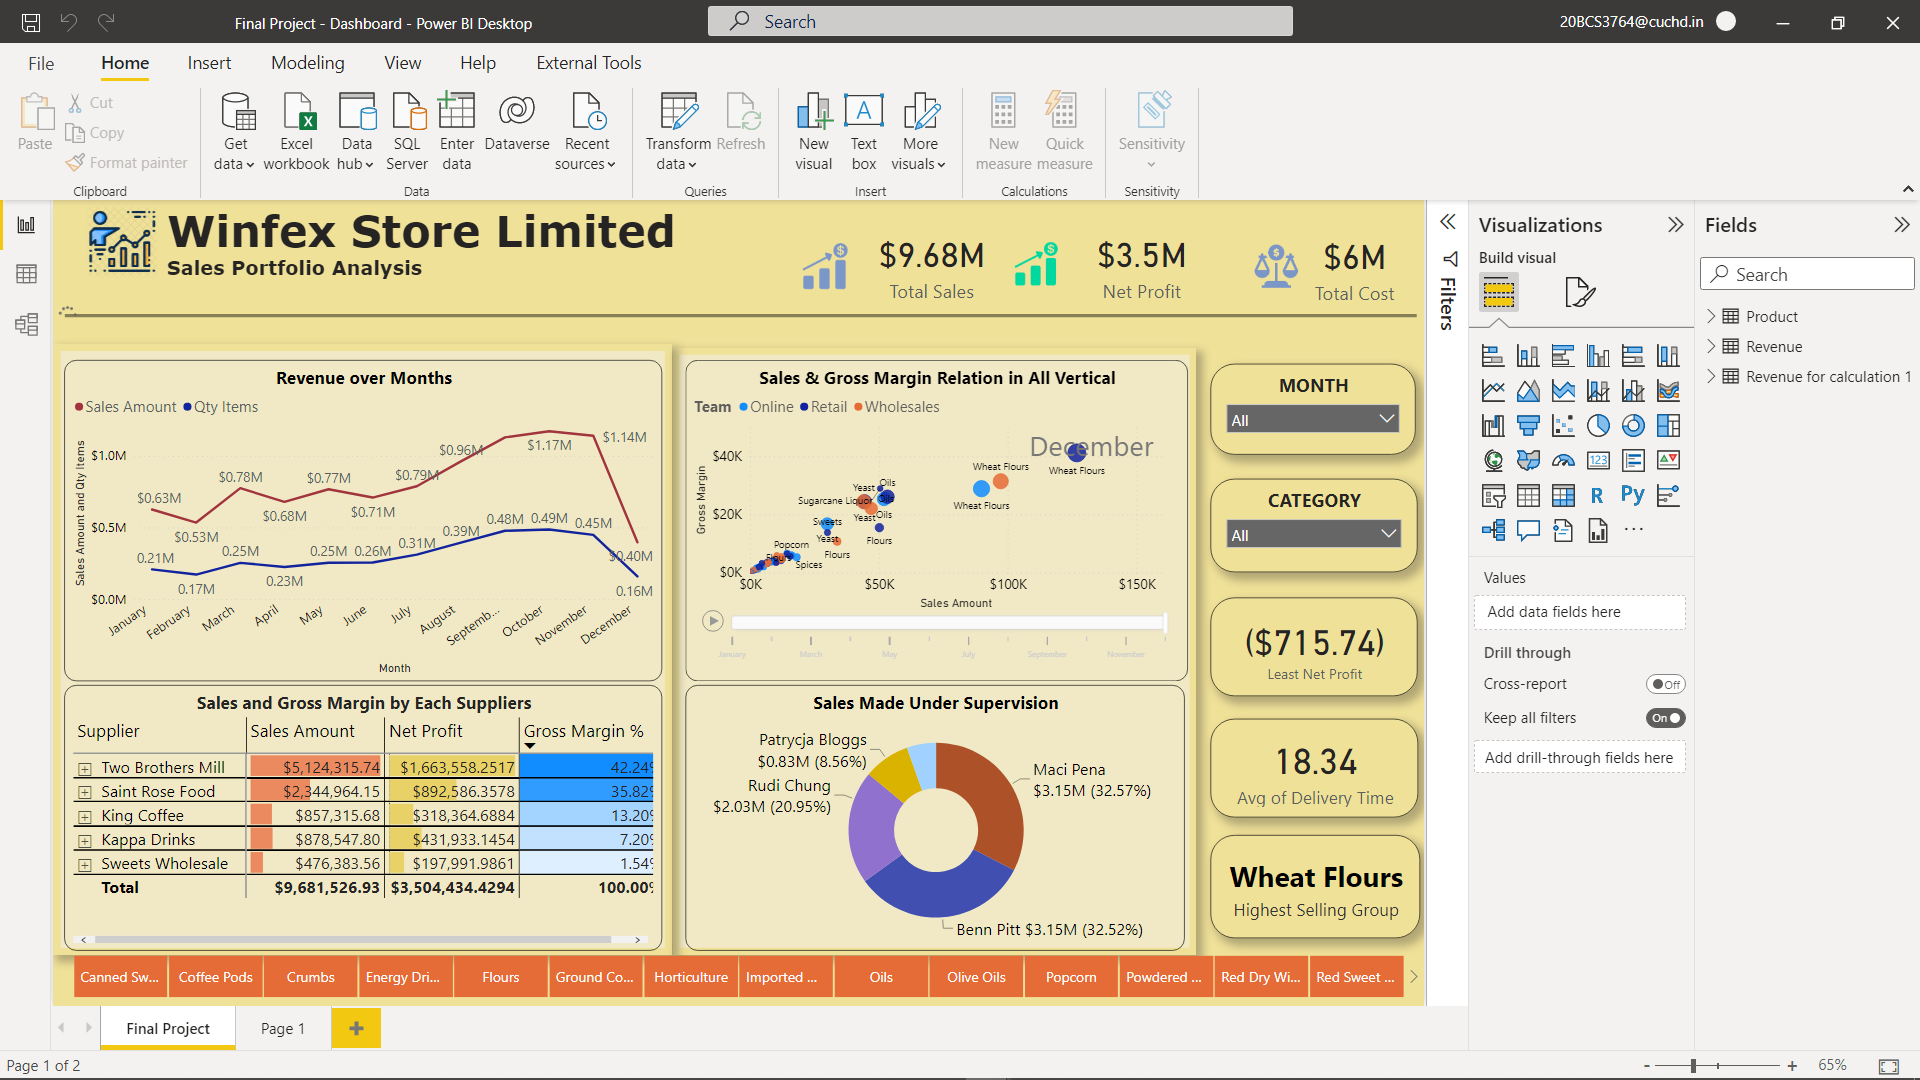 Final Project - Dashboard - Power BI Desktop
Search
20BCS3764@cuchd.in
File Home Insert Modeling View Help External Tools
Paste
Cut
Copy
Format painter
Clipboard
Get data
Excel workbook
Data hub
SQL Server
Enter data
Dataverse
Recent sources
Data
Transform data
Refresh
Queries
New visual
Text box
More visuals
Insert
New measure
Quick measure
Calculations
Sensitivity
Sensitivity
Winfex Store Limited
Sales Portfolio Analysis
$9.68M
Total Sales
$3.5M
Net Profit
$6M
Total Cost
Revenue over Months
Sales Amount Qty Items
Sales Amount and Qty Items
$1.0M
$0.5M
$0.0M
$0.63M
$0.53M
$0.78M
$0.68M
$0.77M
$0.71M
$0.79M
$0.96M
$1.17M
$1.14M
$0.40M
0.21M
0.17M
0.25M
0.23M
0.25M
0.26M
0.31M
0.39M
0.48M
0.49M
0.45M
0.16M
January
February
March
April
May
June
July
August
Septemb...
October
November
December
Month
Sales & Gross Margin Relation in All Vertical
Team Online Retail Wholesales
December
Gross Margin
$40K
$20K
$0K
Wheat Flours
Wheat Flours
Wheat Flours
Yeast
Oils
Sugarcane Liquor
Oils
Yeast
Oils
Sweets
Yeast
Flours
Popcorn
Flours
Flours
Spices
$0K
$50K
$100K
$150K
Sales Amount
January
March
May
July
September
November
Sales and Gross Margin by Each Suppliers
Supplier Sales Amount Net Profit Gross Margin %
Two Brothers Mill $5,124,315.74 $1,663,558.2517 42.24%
Saint Rose Food $2,344,964.15 $892,586.3578 35.82%
King Coffee $857,315.68 $318,364.6884 13.20%
Kappa Drinks $878,547.80 $431,933.1454 7.20%
Sweets Wholesale $476,383.56 $197,991.9861 1.54%
Total $9,681,526.93 $3,504,434.4294 100.00%
Sales Made Under Supervision
Patrycja Bloggs
$0.83M (8.56%)
Rudi Chung
$2.03M (20.95%)
Maci Pena
$3.15M (32.57%)
Benn Pitt $3.15M (32.52%)
MONTH
All
CATEGORY
All
($715.74)
Least Net Profit
18.34
Avg of Delivery Time
Wheat Flours
Highest Selling Group
Canned Sw... Coffee Pods Crumbs Energy Dri... Flours Ground Co... Horticulture Imported ... Oils Olive Oils Popcorn Powdered ... Red Dry Wi... Red Sweet ...
Filters
Visualizations
Build visual
R Py
123
Values
Add data fields here
Drill through
Cross-report
Off
Keep all filters
On
Add drill-through fields here
Fields
Search
Product
Revenue
Revenue for calculation 1
Final Project Page 1
Page 1 of 2
65%